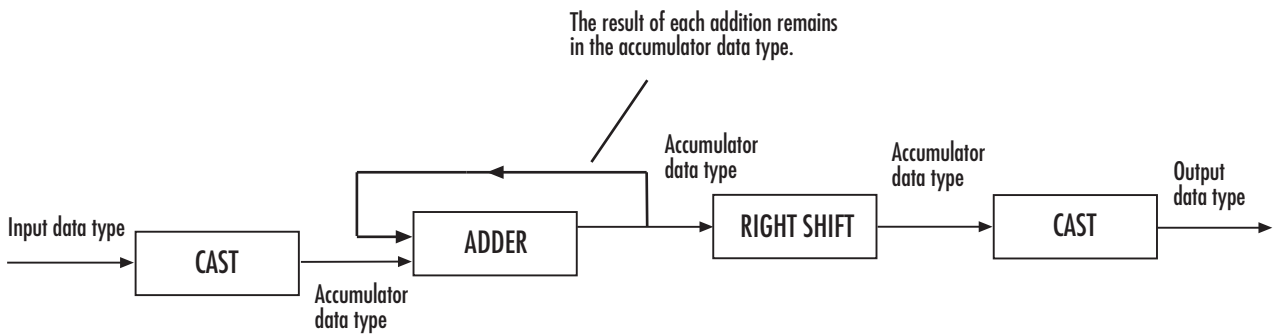 The result of each addition remains
in the accumulator data type.
Accumulator
data type
Accumulator
data type
Output
data type
Input data type
CAST
ADDER
RIGHT SHIFT
CAST
Accumulator
data type